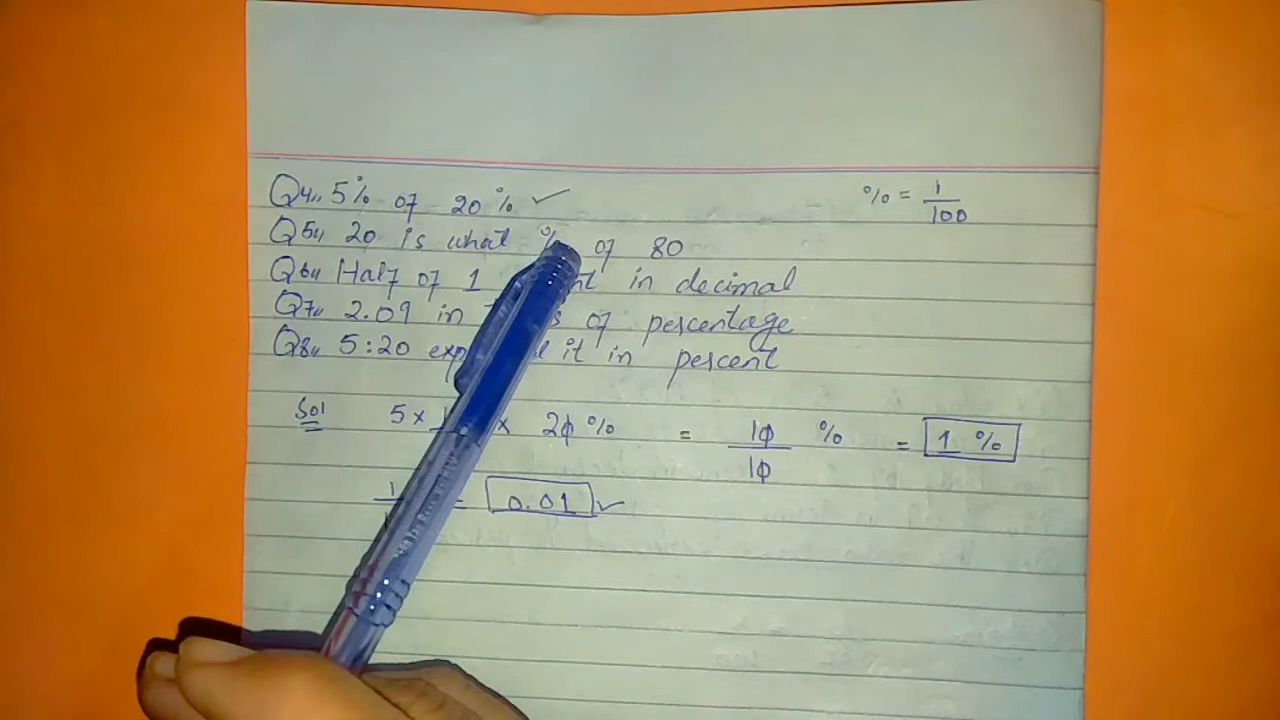 Q4,, 5% of 20% ✓
% = 1/100
Q5,, 20 is what % of 80
Q6,, Half of 1 in decimal
Q7,, 2.09 in of percentage
Q8,, 5:20 it in percent
Sol 5 × × 20% = 10/10 % = 1 %
= 0.01 ✓